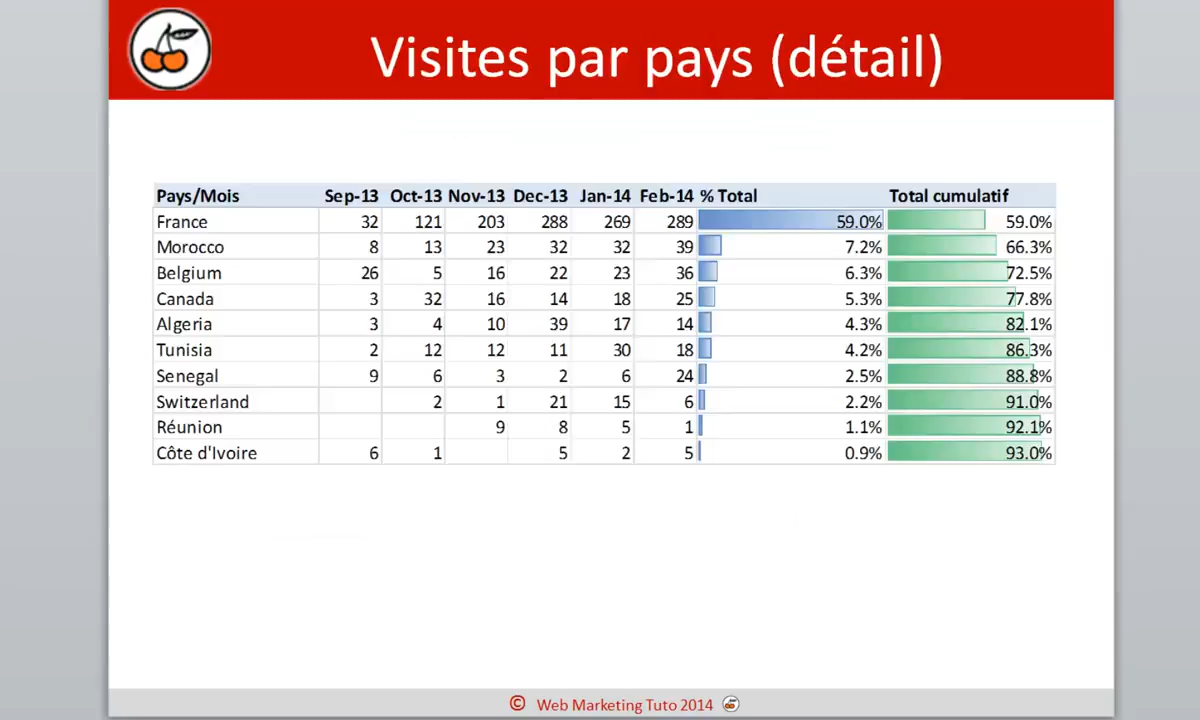 Visites par pays (détail)
Pays/Mois Sep-13 Oct-13 Nov-13 Dec-13 Jan-14 Feb-14 % Total Total cumulatif
France 32 121 203 288 269 289 59.0% 59.0%
Morocco 8 13 23 32 32 39 7.2% 66.3%
Belgium 26 5 16 22 23 36 6.3% 72.5%
Canada 3 32 16 14 18 25 5.3% 77.8%
Algeria 3 4 10 39 17 14 4.3% 82.1%
Tunisia 2 12 12 11 30 18 4.2% 86.3%
Senegal 9 6 3 2 6 24 2.5% 88.8%
Switzerland 2 1 21 15 6 2.2% 91.0%
Réunion 9 8 5 1 1.1% 92.1%
Côte d'Ivoire 6 1 5 2 5 0.9% 93.0%
© Web Marketing Tuto 2014